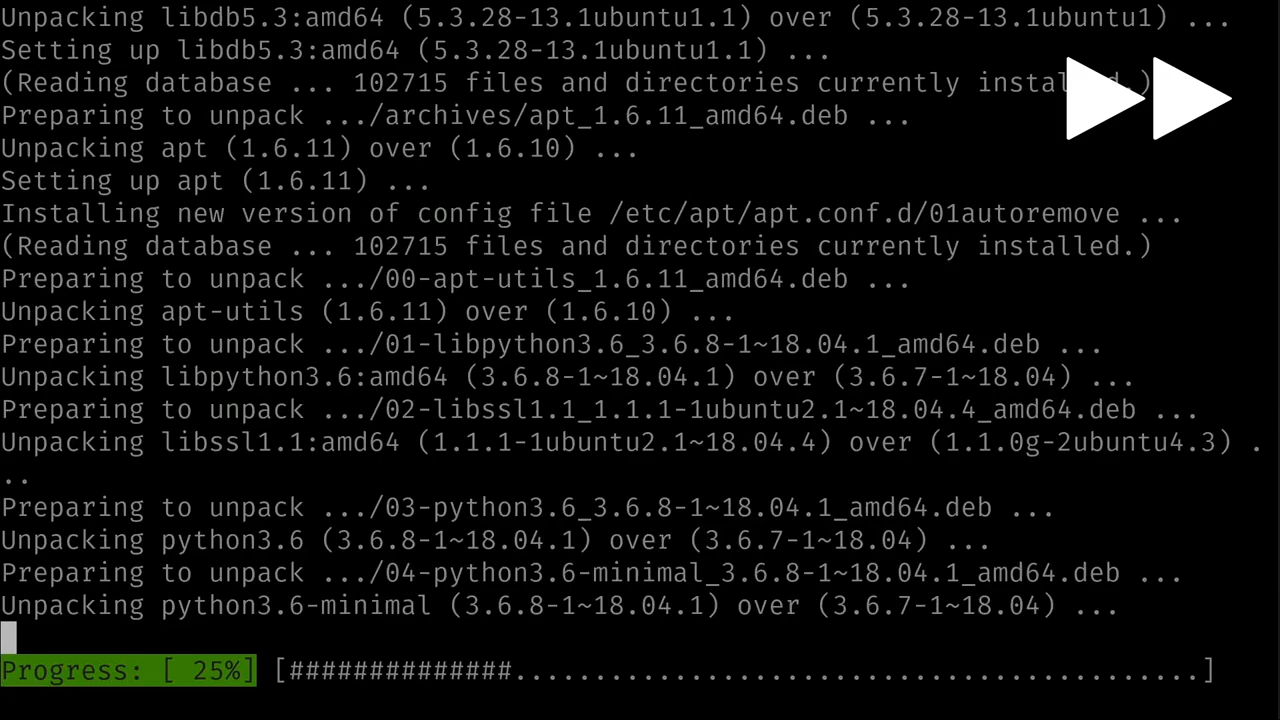 Unpacking libdb5.3:amd64 (5.3.28-13.1ubuntu1.1) over (5.3.28-13.1ubuntu1) ...
Setting up libdb5.3:amd64 (5.3.28-13.1ubuntu1.1) ...
(Reading database ... 102715 files and directories currently installed.)
Preparing to unpack .../archives/apt_1.6.11_amd64.deb ...
Unpacking apt (1.6.11) over (1.6.10) ...
Setting up apt (1.6.11) ...
Installing new version of config file /etc/apt/apt.conf.d/01autoremove ...
(Reading database ... 102715 files and directories currently installed.)
Preparing to unpack .../00-apt-utils_1.6.11_amd64.deb ...
Unpacking apt-utils (1.6.11) over (1.6.10) ...
Preparing to unpack .../01-libpython3.6_3.6.8-1~18.04.1_amd64.deb ...
Unpacking libpython3.6:amd64 (3.6.8-1~18.04.1) over (3.6.7-1~18.04) ...
Preparing to unpack .../02-libssl1.1_1.1.1-1ubuntu2.1~18.04.4_amd64.deb ...
Unpacking libssl1.1:amd64 (1.1.1-1ubuntu2.1~18.04.4) over (1.1.0g-2ubuntu4.3) .
..
Preparing to unpack .../03-python3.6_3.6.8-1~18.04.1_amd64.deb ...
Unpacking python3.6 (3.6.8-1~18.04.1) over (3.6.7-1~18.04) ...
Preparing to unpack .../04-python3.6-minimal_3.6.8-1~18.04.1_amd64.deb ...
Unpacking python3.6-minimal (3.6.8-1~18.04.1) over (3.6.7-1~18.04) ...
Progress: [ 25%] [##############...........................................]